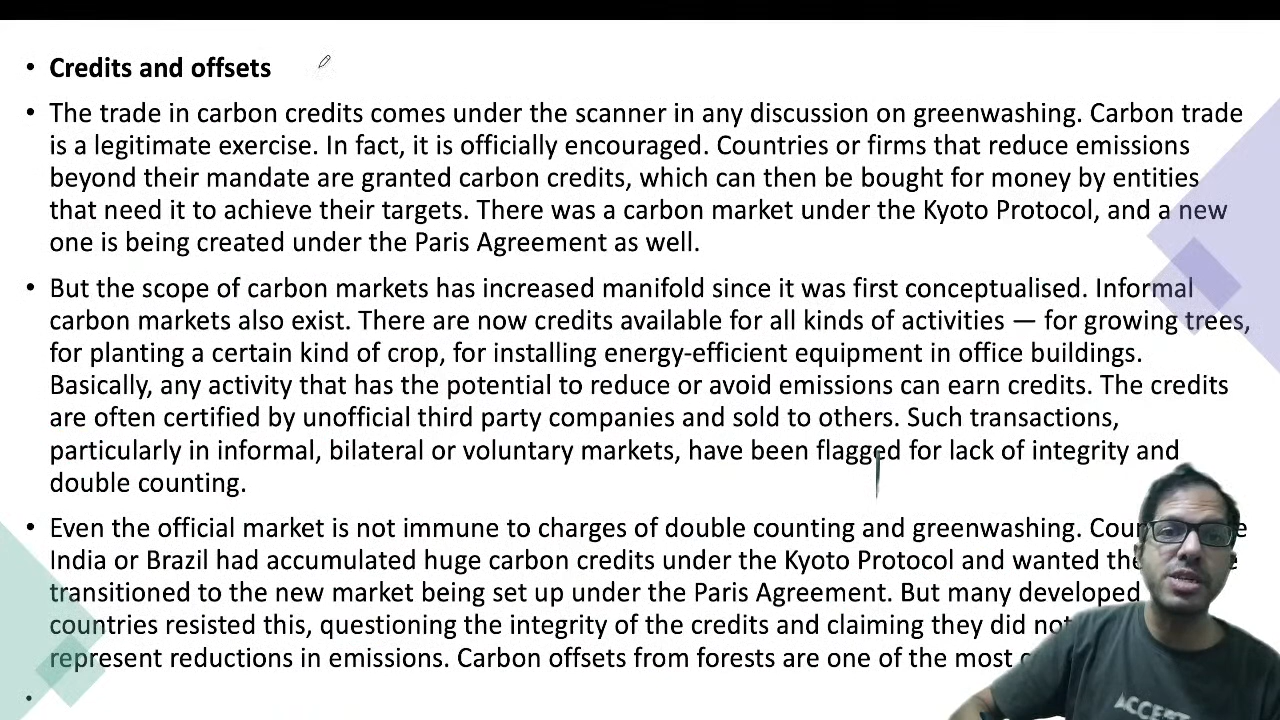 • Credits and offsets
• The trade in carbon credits comes under the scanner in any discussion on greenwashing. Carbon trade
is a legitimate exercise. In fact, it is officially encouraged. Countries or firms that reduce emissions
beyond their mandate are granted carbon credits, which can then be bought for money by entities
that need it to achieve their targets. There was a carbon market under the Kyoto Protocol, and a new
one is being created under the Paris Agreement as well.
• But the scope of carbon markets has increased manifold since it was first conceptualised. Informal
carbon markets also exist. There are now credits available for all kinds of activities — for growing trees,
for planting a certain kind of crop, for installing energy-efficient equipment in office buildings.
Basically, any activity that has the potential to reduce or avoid emissions can earn credits. The credits
are often certified by unofficial third party companies and sold to others. Such transactions,
particularly in informal, bilateral or voluntary markets, have been flagged for lack of integrity and
double counting.
• Even the official market is not immune to charges of double counting and greenwashing.
India or Brazil had accumulated huge carbon credits under the Kyoto Protocol and wanted
transitioned to the new market being set up under the Paris Agreement. But many developed
countries resisted this, questioning the integrity of the credits and claiming they did not
represent reductions in emissions. Carbon offsets from forests are one of the most
•